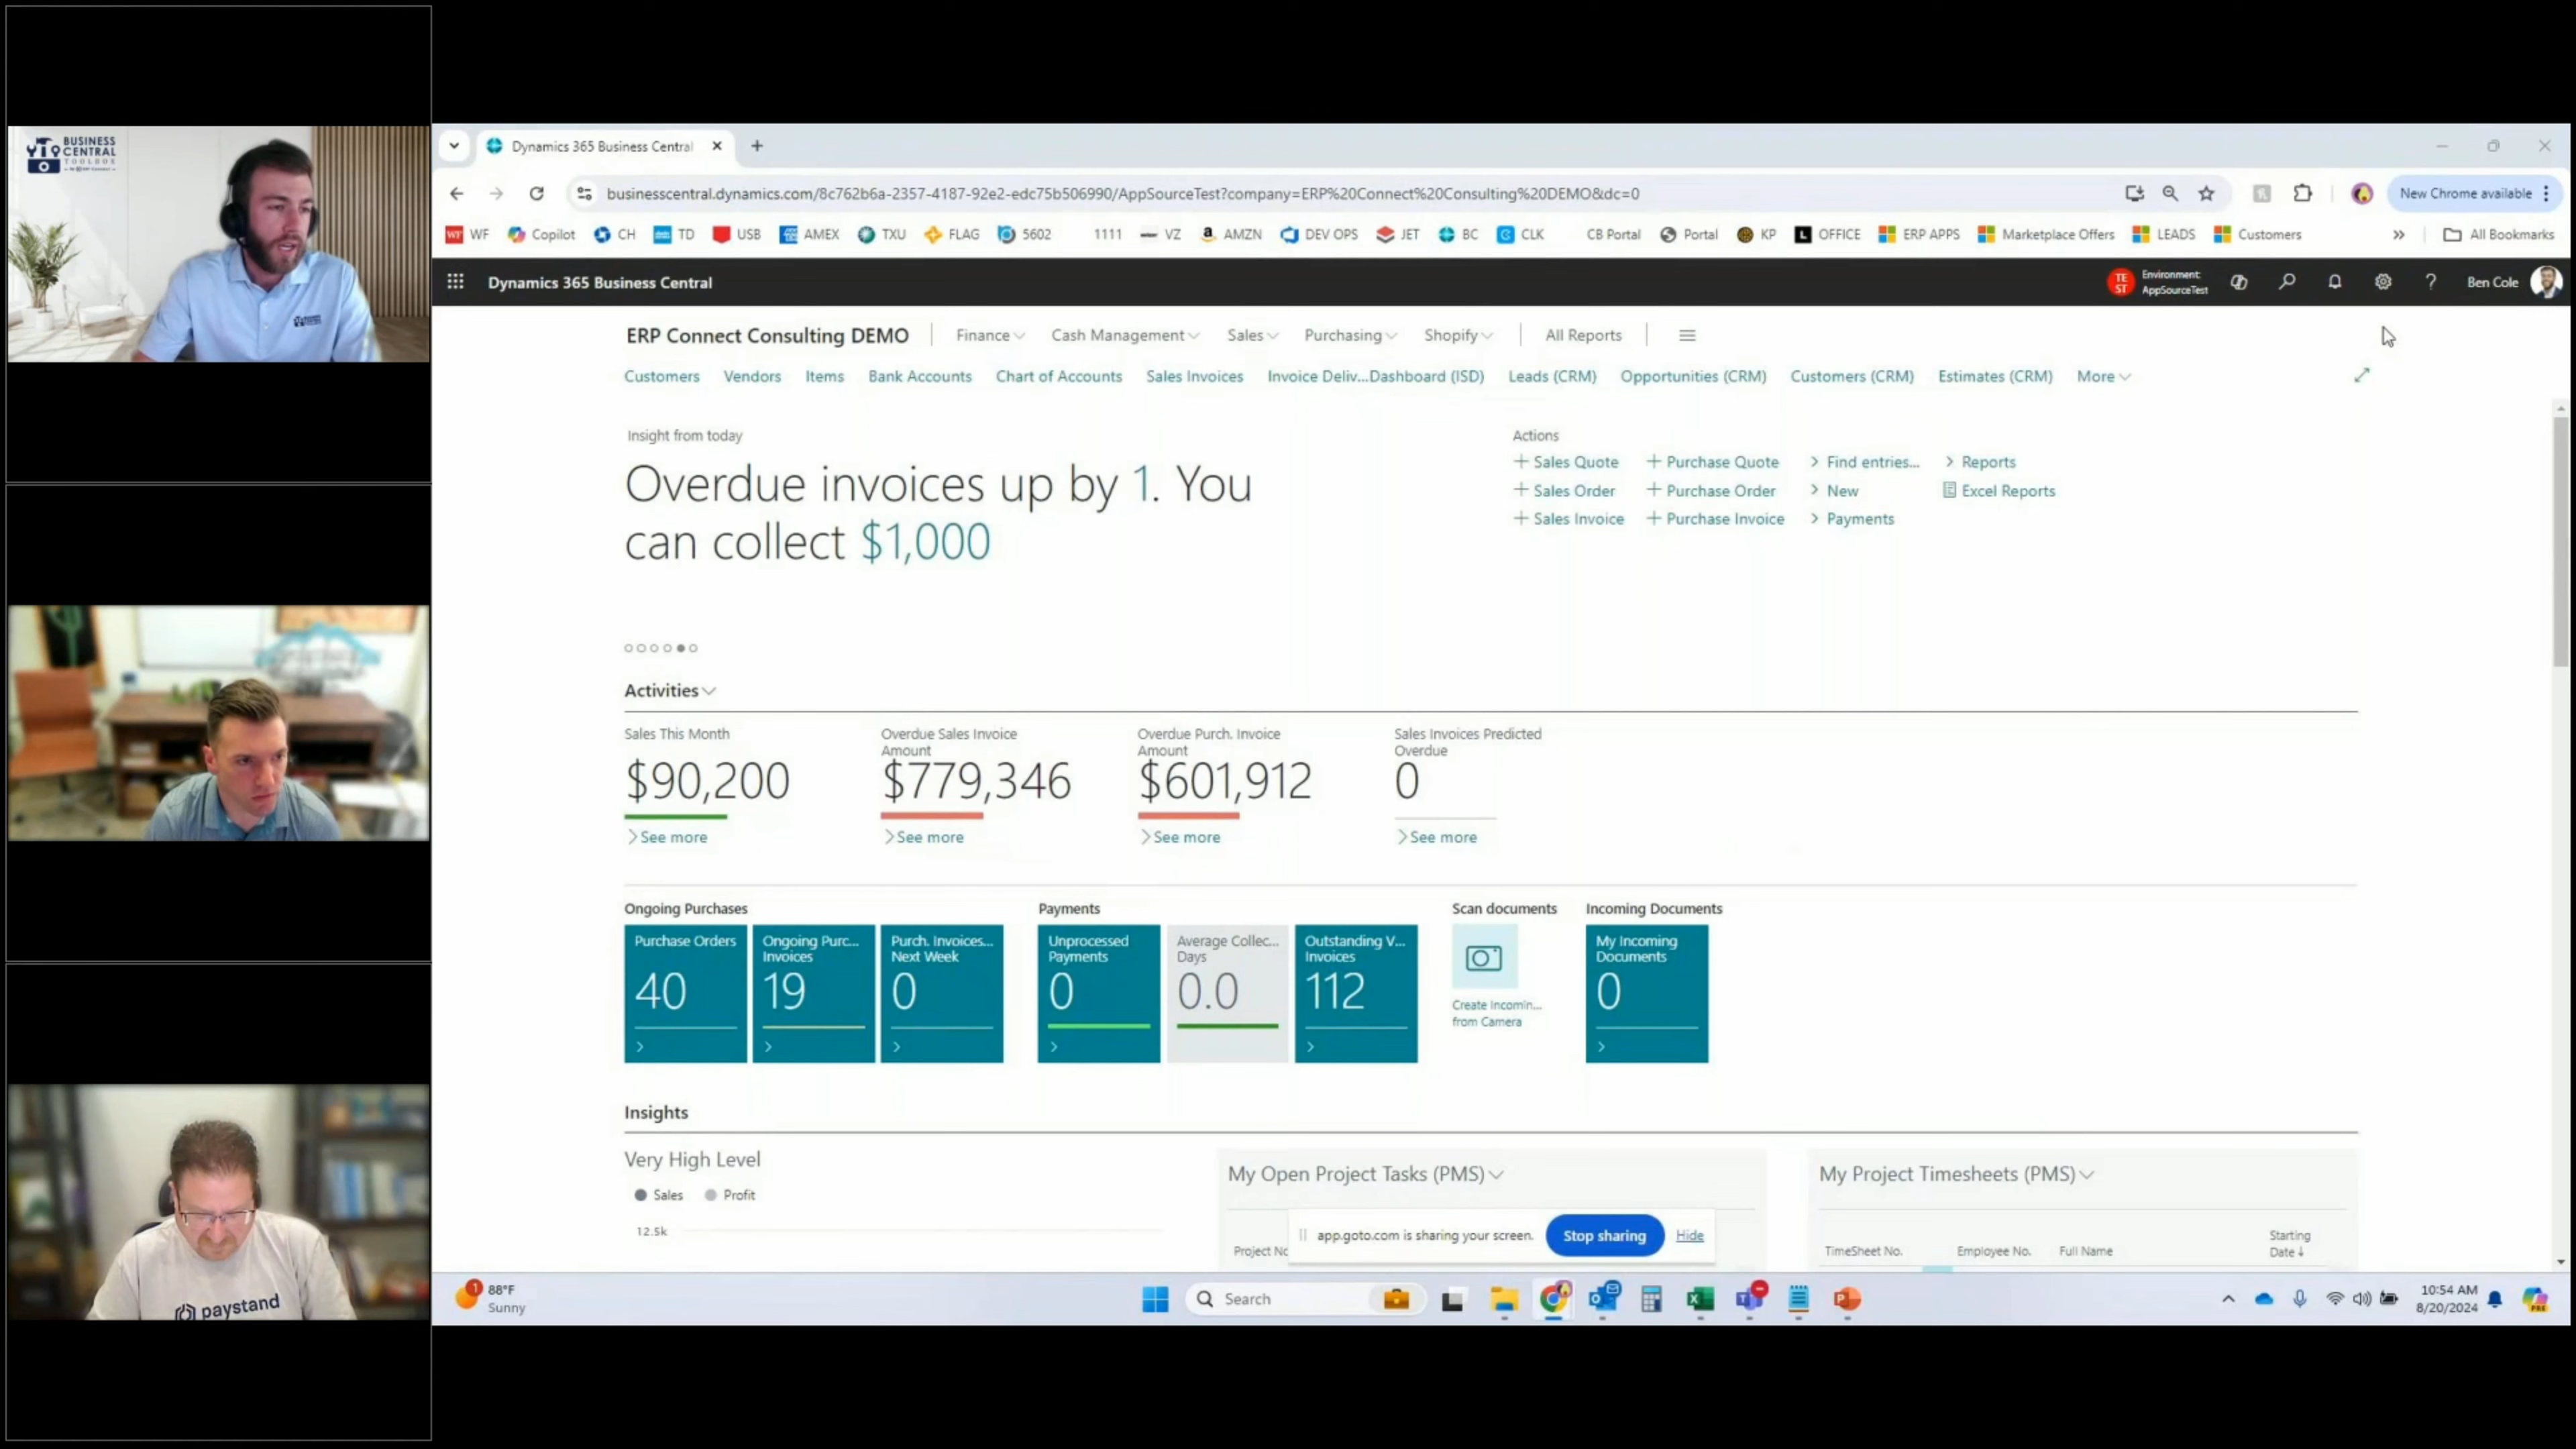 BUSINESS
CENTRAL
TOOLBOX
paystand
Dynamics 365 Business Central
businesscentral.dynamics.com/8c762b6a-2357-4187-92e2-edc75b506990/AppSourceTest?company=ERP%20Connect%20Consulting%20DEMO&dc=0
New Chrome available
WF WF Copilot CH TD USB AMEX TXU FLAG 5602 1111 VZ AMZN DEV OPS JET BC CLK CB Portal Portal KP L OFFICE ERP APPS Marketplace Offers LEADS Customers » All Bookmarks
Dynamics 365 Business Central
TE
ST
Environment:
AppSourceTest
? Ben Cole
ERP Connect Consulting DEMO Finance Cash Management Sales Purchasing Shopify All Reports
Customers Vendors Items Bank Accounts Chart of Accounts Sales Invoices Invoice Deliv...Dashboard (ISD) Leads (CRM) Opportunities (CRM) Customers (CRM) Estimates (CRM) More
Insight from today
Overdue invoices up by 1. You
can collect $1,000
Actions
+ Sales Quote + Purchase Quote > Find entries... > Reports
+ Sales Order + Purchase Order > New Excel Reports
+ Sales Invoice + Purchase Invoice > Payments
Activities
Sales This Month
$90,200
>See more
Overdue Sales Invoice
Amount
$779,346
>See more
Overdue Purch. Invoice
Amount
$601,912
>See more
Sales Invoices Predicted
Overdue
0
>See more
Ongoing Purchases
Purchase Orders
40
Ongoing Purc...
Invoices
19
Purch. Invoices...
Next Week
0
Payments
Unprocessed
Payments
0
Average Collec...
Days
0.0
Outstanding V...
Invoices
112
Scan documents
Create Incomin...
from Camera
Incoming Documents
My Incoming
Documents
0
Insights
Very High Level
Sales Profit
12.5k
My Open Project Tasks (PMS)
Project No
My Project Timesheets (PMS)
TimeSheet No. Employee No. Full Name Starting
Date ↓
app.goto.com is sharing your screen. Stop sharing Hide
1
88°F
Sunny
Search
10:54 AM
8/20/2024
PRE